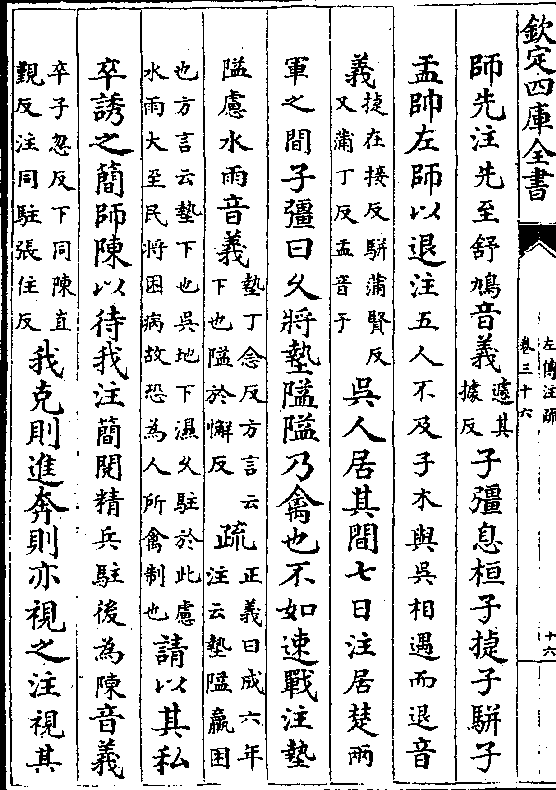 欽定四庫全書
左傳注疏
卷三十六
十六
師先注先至舒鳩音義遽其據反子彊息桓子捷子駢子
盂帥左師以退注五人不及子木與吳相遇而退音
義捷在接反駢蒲賢反又蒲丁反盂音于吳人居其間七日注居楚兩
軍之間子彊曰久將墊隘隘乃禽也不如速戰注墊
隘慮水雨音義墊丁念反方言云下也隘於懈反疏正義曰成六年注云墊隘羸困
也方言云墊下也吳地下濕久駐於此慮水雨大至民將困病故恐為人所禽制也請以其私
卒誘之簡師陳以待我注簡閱精兵駐後為陳音義
卒子忽反下同陳直覲反注同駐張住反我克則進奔則亦視之注視其